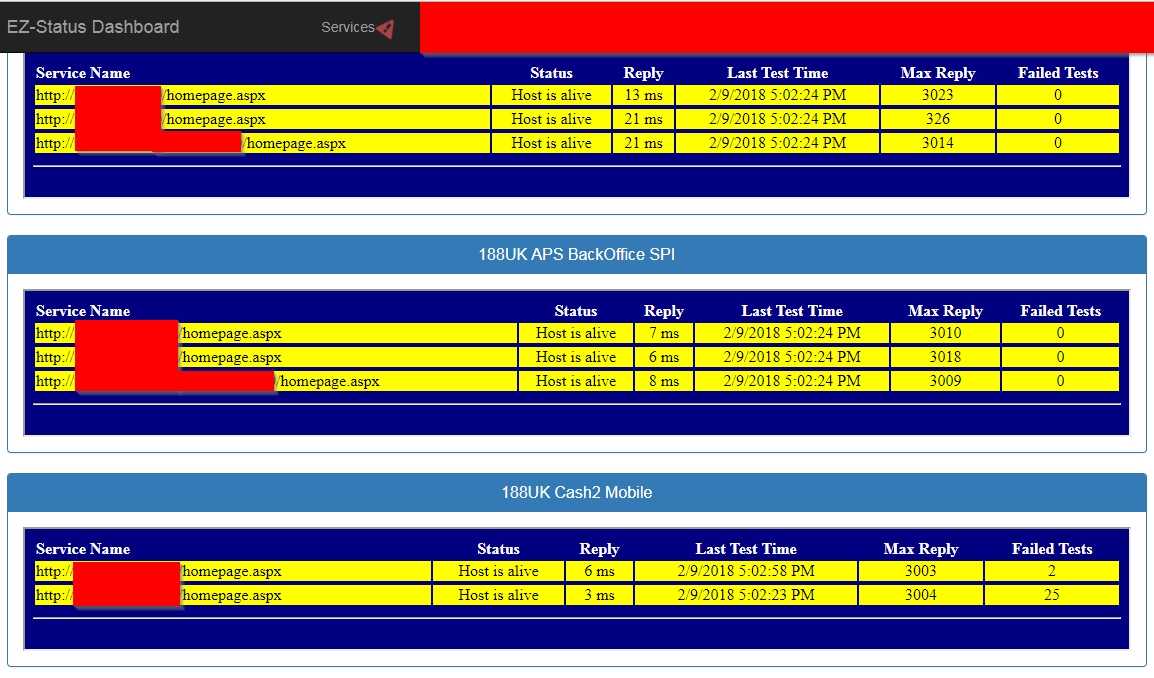 EZ-Status Dashboard Services
Service Name Status Reply Last Test Time Max Reply Failed Tests
http:// /homepage.aspx Host is alive 13 ms 2/9/2018 5:02:24 PM 3023 0
http:// /homepage.aspx Host is alive 21 ms 2/9/2018 5:02:24 PM 326 0
http:// /homepage.aspx Host is alive 21 ms 2/9/2018 5:02:24 PM 3014 0
188UK APS BackOffice SPI
Service Name Status Reply Last Test Time Max Reply Failed Tests
http:// /homepage.aspx Host is alive 7 ms 2/9/2018 5:02:24 PM 3010 0
http:// /homepage.aspx Host is alive 6 ms 2/9/2018 5:02:24 PM 3018 0
http:// /homepage.aspx Host is alive 8 ms 2/9/2018 5:02:24 PM 3009 0
188UK Cash2 Mobile
Service Name Status Reply Last Test Time Max Reply Failed Tests
http:// /homepage.aspx Host is alive 6 ms 2/9/2018 5:02:58 PM 3003 2
http:// /homepage.aspx Host is alive 3 ms 2/9/2018 5:02:23 PM 3004 25